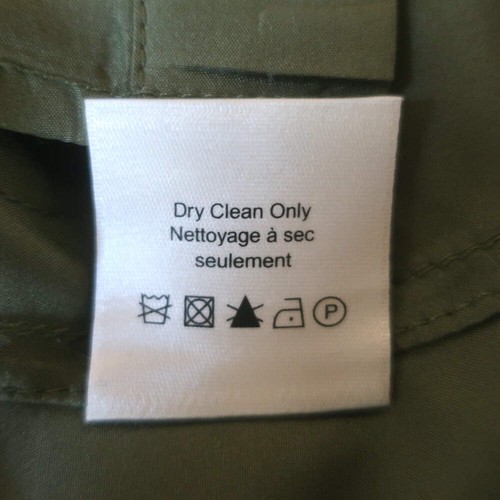 Dry Clean Only
Nettoyage à sec
seulement
P